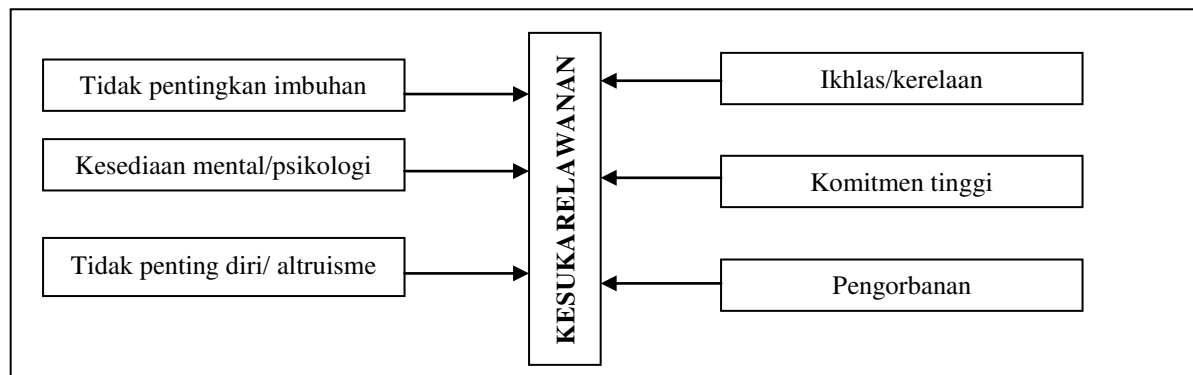 Tidak pentingkan imbuhan
Kesediaan mental/psikologi
Tidak penting diri/ altruisme
KESUKARELAWANAN
Ikhlas/kerelaan
Komitmen tinggi
Pengorbanan